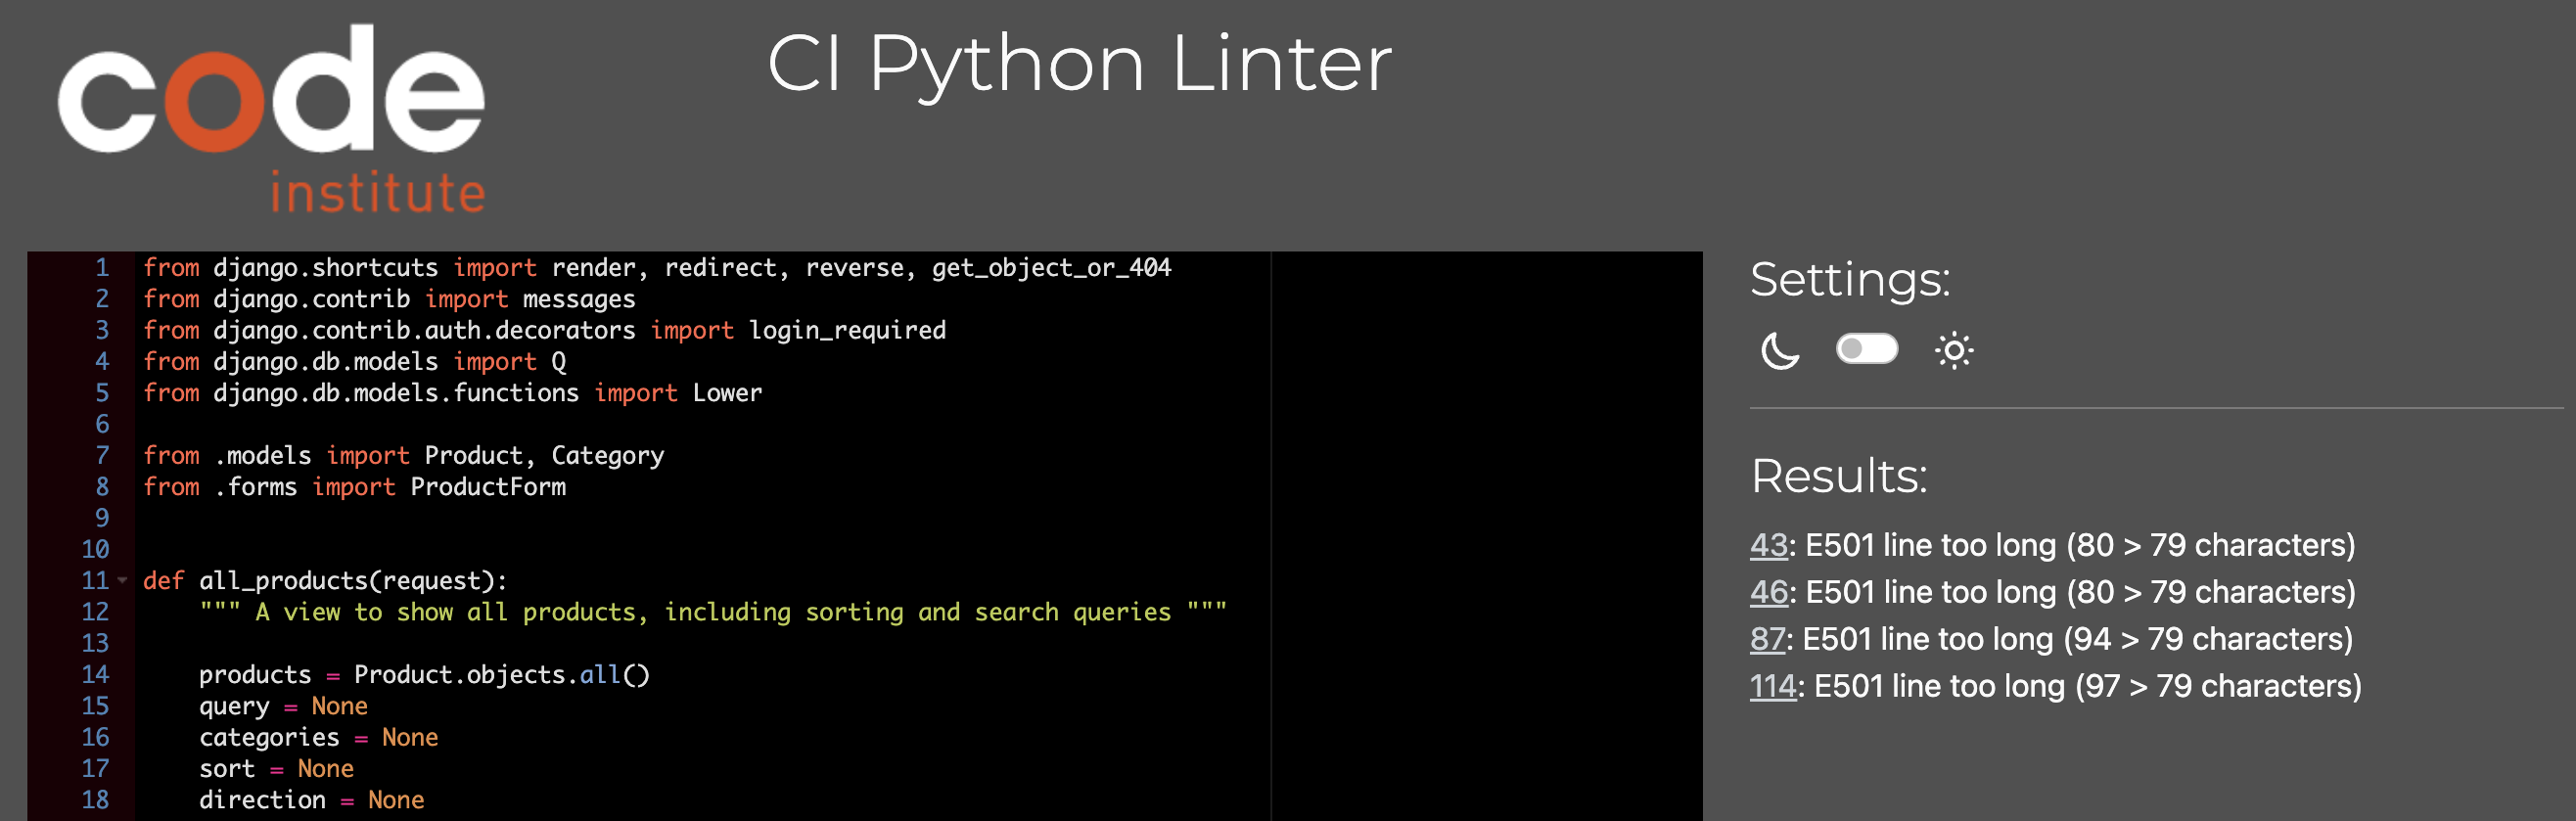 code
institute
CI Python Linter
1 from django.shortcuts import render, redirect, reverse, get_object_or_404
2 from django.contrib import messages
3 from django.contrib.auth.decorators import login_required
4 from django.db.models import Q
5 from django.db.models.functions import Lower
6
7 from .models import Product, Category
8 from .forms import ProductForm
9
10
11 def all_products(request):
12     """ A view to show all products, including sorting and search queries """
13
14     products = Product.objects.all()
15     query = None
16     categories = None
17     sort = None
18     direction = None
Settings:
Results:
43: E501 line too long (80 > 79 characters)
46: E501 line too long (80 > 79 characters)
87: E501 line too long (94 > 79 characters)
114: E501 line too long (97 > 79 characters)